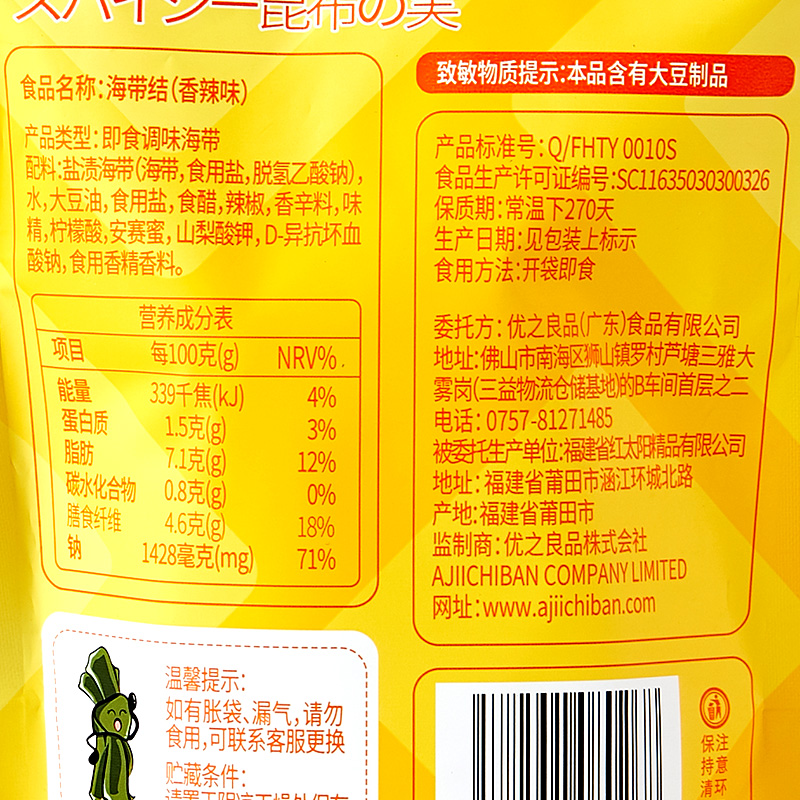 スパイシー昆布の実
食品名称:海带结(香辣味)
产品类型:即食调味海带
配料:盐渍海带(海带,食用盐,脱氢乙酸钠),
水,大豆油,食用盐,食醋,辣椒,香辛料,味
精,柠檬酸,安赛蜜,山梨酸钾,D-异抗坏血
酸钠,食用香精香料。
营养成分表
项目 每100克(g) NRV%
能量 339千焦(kJ) 4%
蛋白质 1.5克(g) 3%
脂肪 7.1克(g) 12%
碳水化合物 0.8克(g) 0%
膳食纤维 4.6克(g) 18%
钠 1428毫克(mg) 71%
温馨提示:
如有胀袋、漏气,请勿
食用,可联系客服更换
贮藏条件:
致敏物质提示:本品含有大豆制品
产品标准号:Q/FHTY 0010S
食品生产许可证编号:SC11635030300326
保质期:常温下270天
生产日期:见包装上标示
食用方法:开袋即食
委托方:优之良品(广东)食品有限公司
地址:佛山市南海区狮山镇罗村芦塘三雅大
雾岗(三益物流仓储基地)的B车间首层之二
电话:0757-81271485
被委托生产单位:福建省红太阳精品有限公司
地址:福建省莆田市涵江环城北路
产地:福建省莆田市
监制商:优之良品株式会社
AJIICHIBAN COMPANY LIMITED
网址:www.ajiichiban.com
保持清
注意环